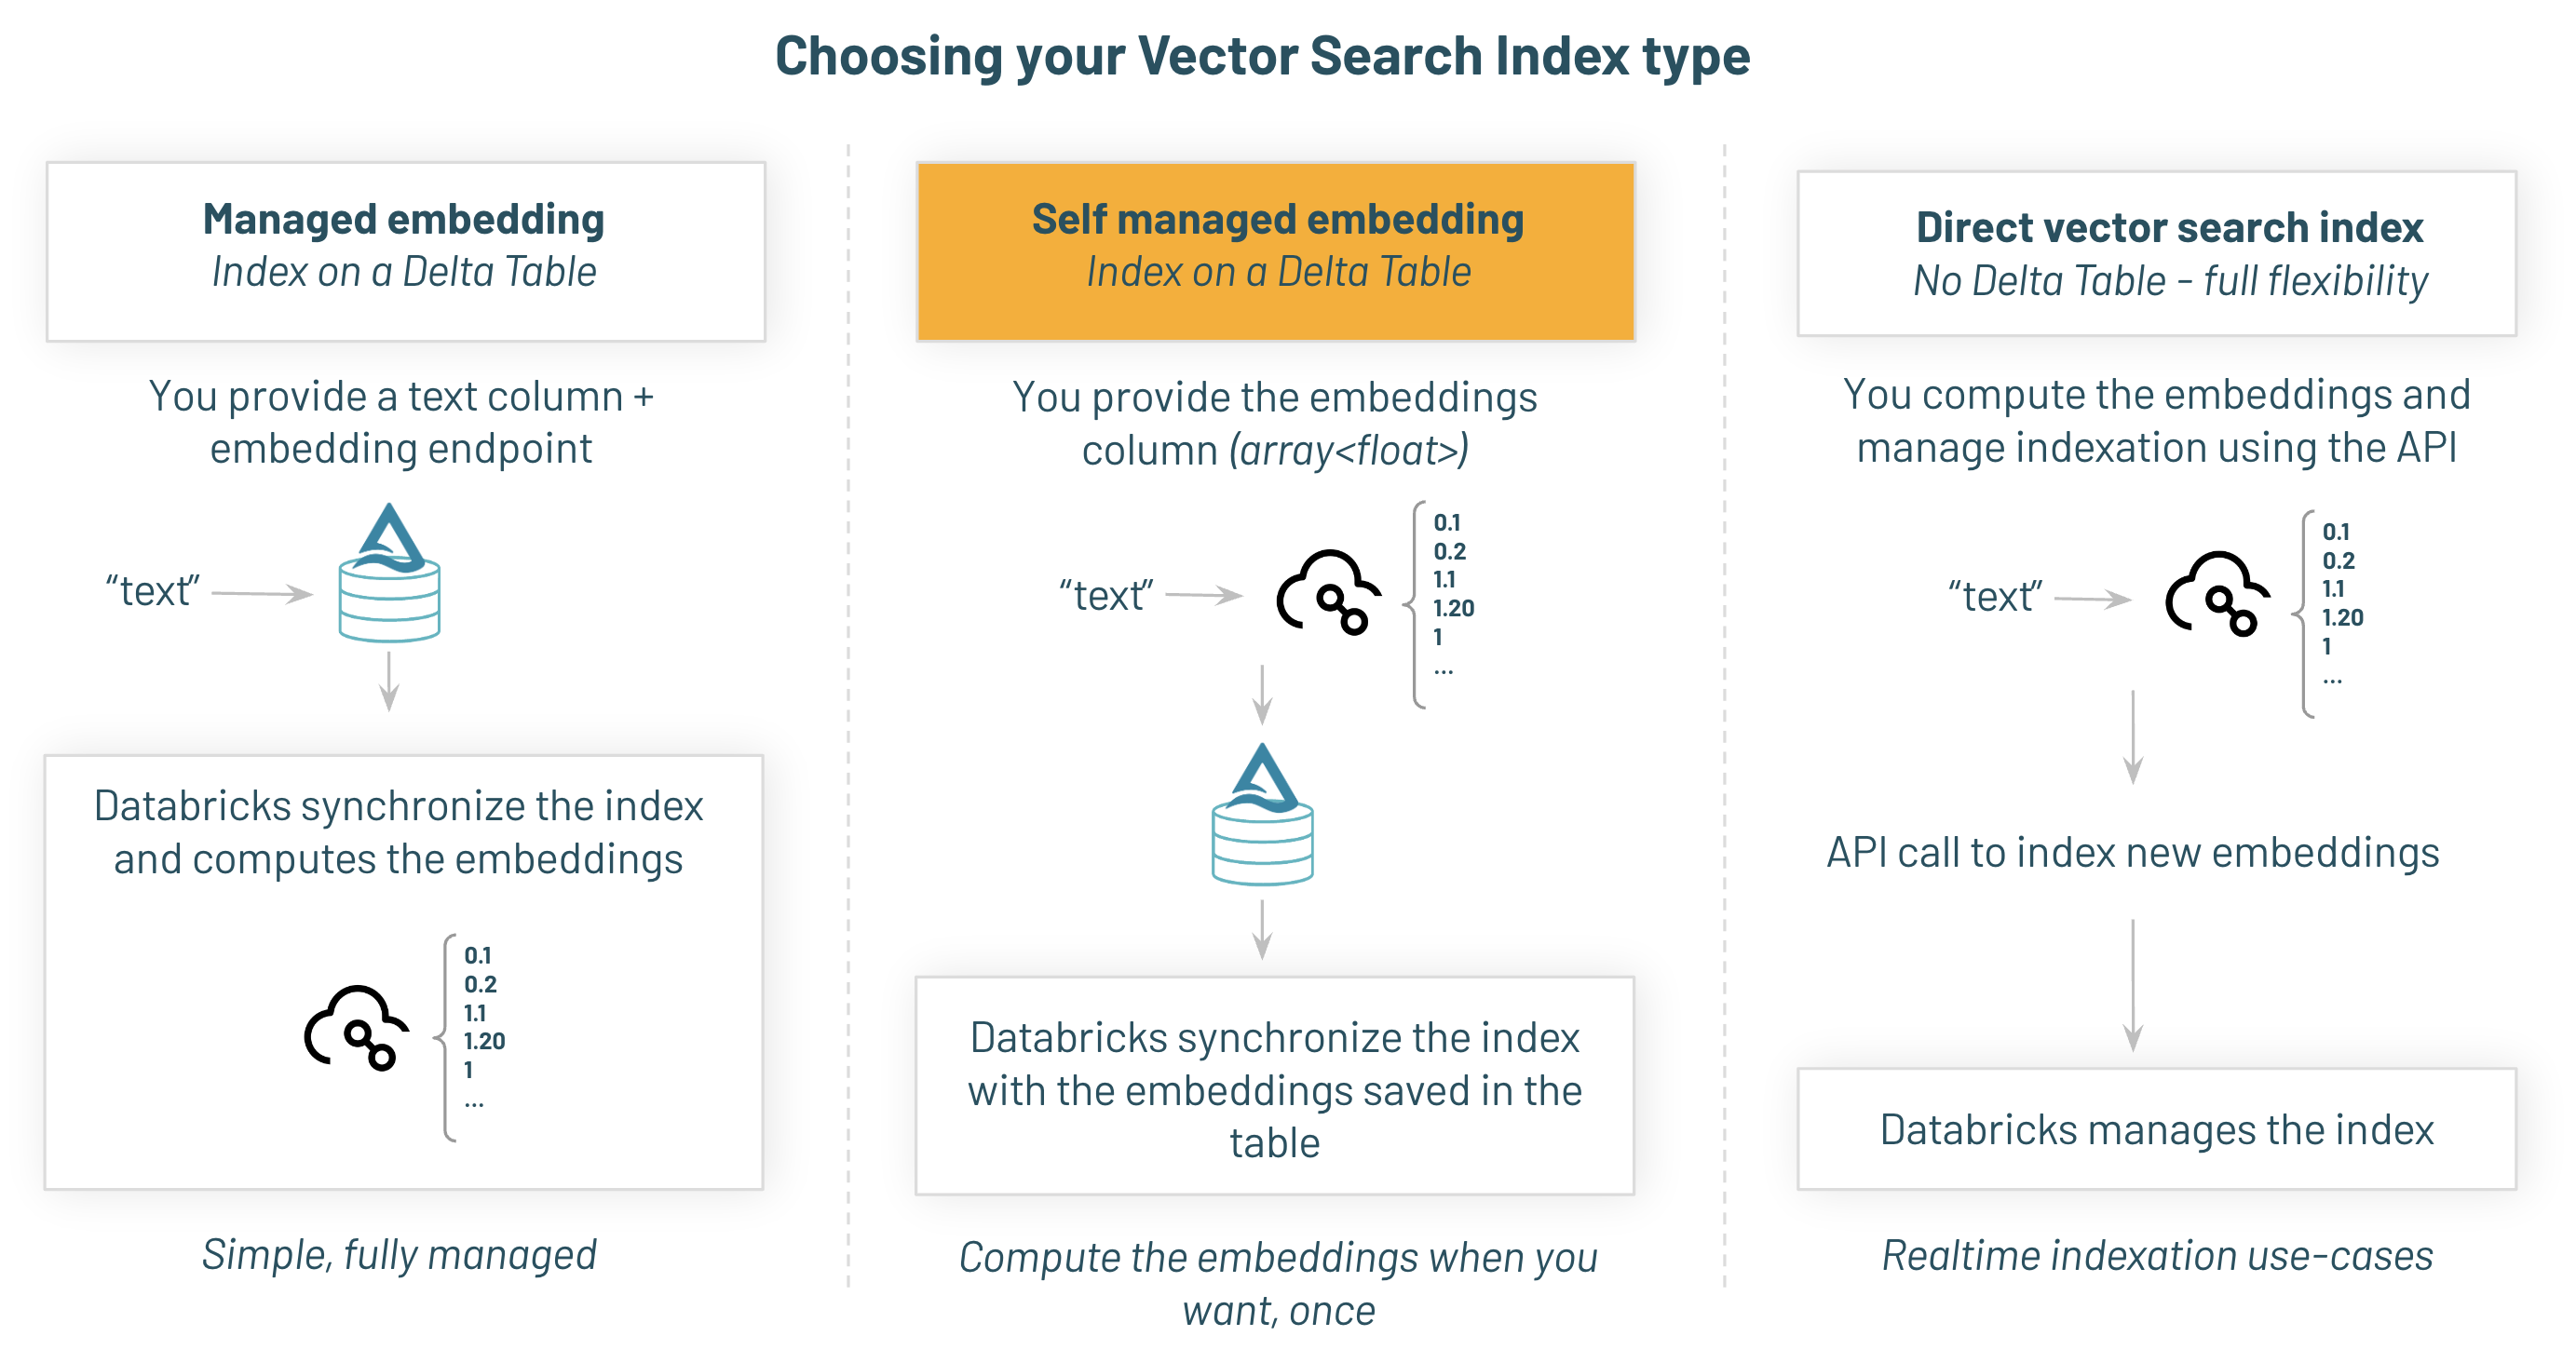 Choosing your Vector Search Index type
Managed embedding
Index on a Delta Table
You provide a text column +
embedding endpoint
“text”
Databricks synchronize the index
and computes the embeddings
0.1
0.2
1.1
1.20
1
...
Simple, fully managed
Self managed embedding
Index on a Delta Table
You provide the embeddings
column (array<float>)
“text”
0.1
0.2
1.1
1.20
1
...
Databricks synchronize the index
with the embeddings saved in the
table
Compute the embeddings when you
want, once
Direct vector search index
No Delta Table - full flexibility
You compute the embeddings and
manage indexation using the API
“text”
0.1
0.2
1.1
1.20
1
...
API call to index new embeddings
Databricks manages the index
Realtime indexation use-cases